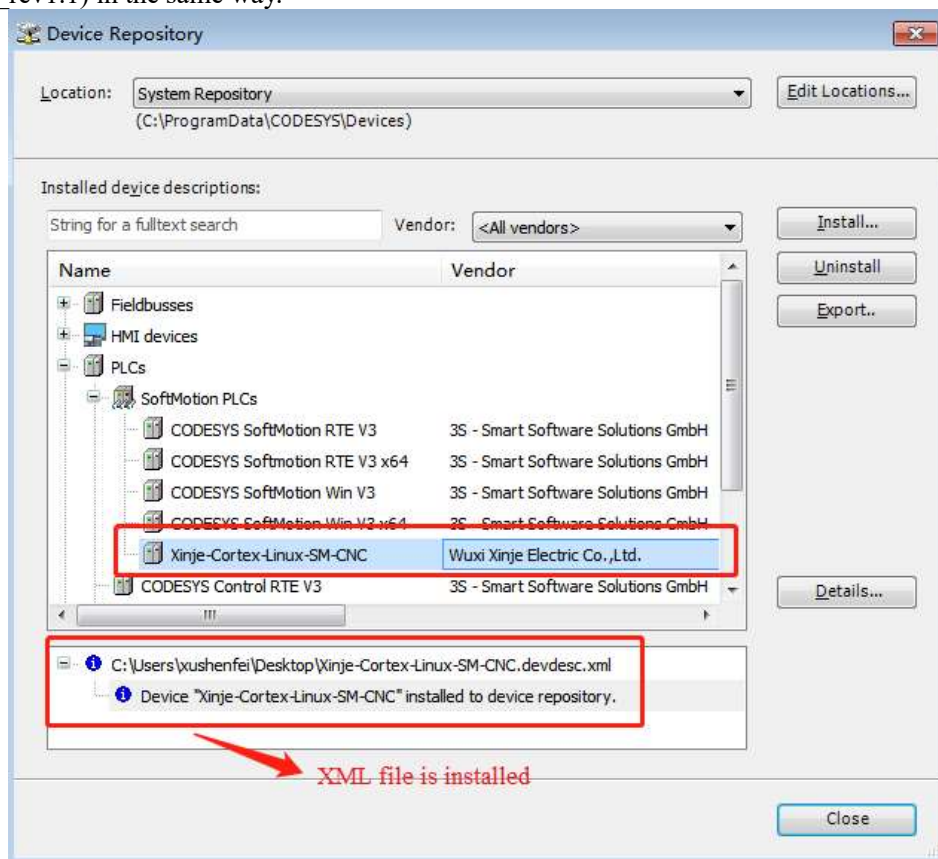 rev1.1) in the same way.
Device Repository
Location: System Repository Edit Locations...
(C:\ProgramData\CODESYS\Devices)
Installed device descriptions:
String for a fulltext search Vendor: <All vendors> Install...
Name Vendor Uninstall
Fieldbusses
HMI devices Export..
PLCs
SoftMotion PLCs
CODESYS SoftMotion RTE V3 3S - Smart Software Solutions GmbH
CODESYS Softmotion RTE V3 x64 3S - Smart Software Solutions GmbH
CODESYS SoftMotion Win V3 3S - Smart Software Solutions GmbH
CODESYS SoftMotion Win V3 x64 3S - Smart Software Solutions GmbH
Xinje-Cortex-Linux-SM-CNC Wuxi Xinje Electric Co.,Ltd.
CODESYS Control RTE V3 3S - Smart Software Solutions GmbH Details...
C:\Users\xushenfei\Desktop\Xinje-Cortex-Linux-SM-CNC.devdesc.xml
Device "Xinje-Cortex-Linux-SM-CNC" installed to device repository.
XML file is installed
Close